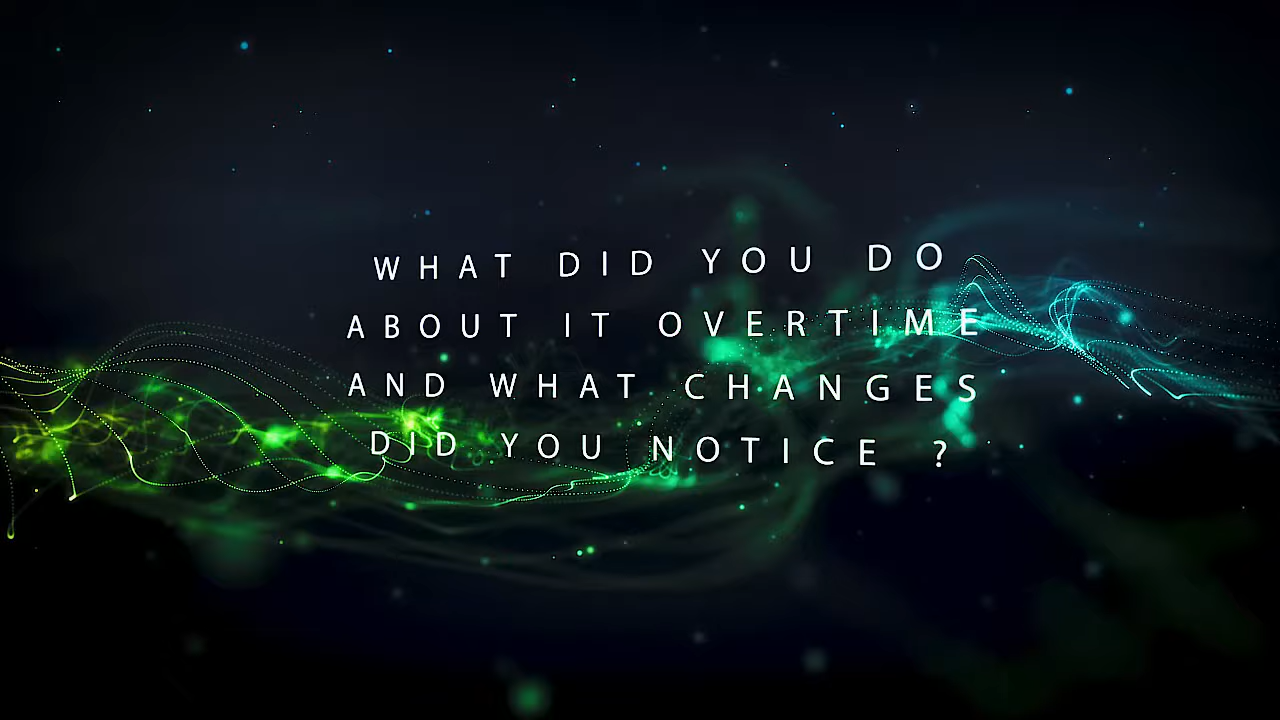 WHAT DID YOU DO
ABOUT IT OVERTIME
AND WHAT CHANGES
DID YOU NOTICE ?